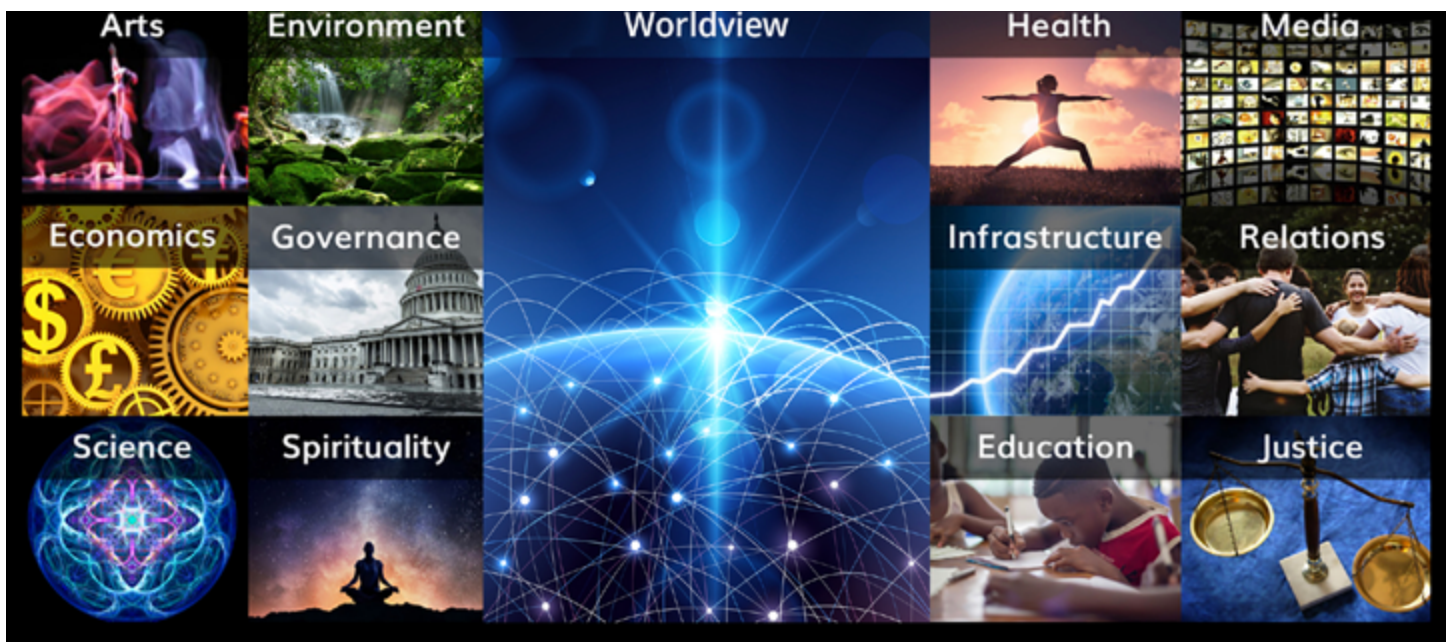 Arts
Environment
Worldview
Health
Media
Economics
Governance
Infrastructure
Relations
Science
Spirituality
Education
Justice
$
€
¥
£